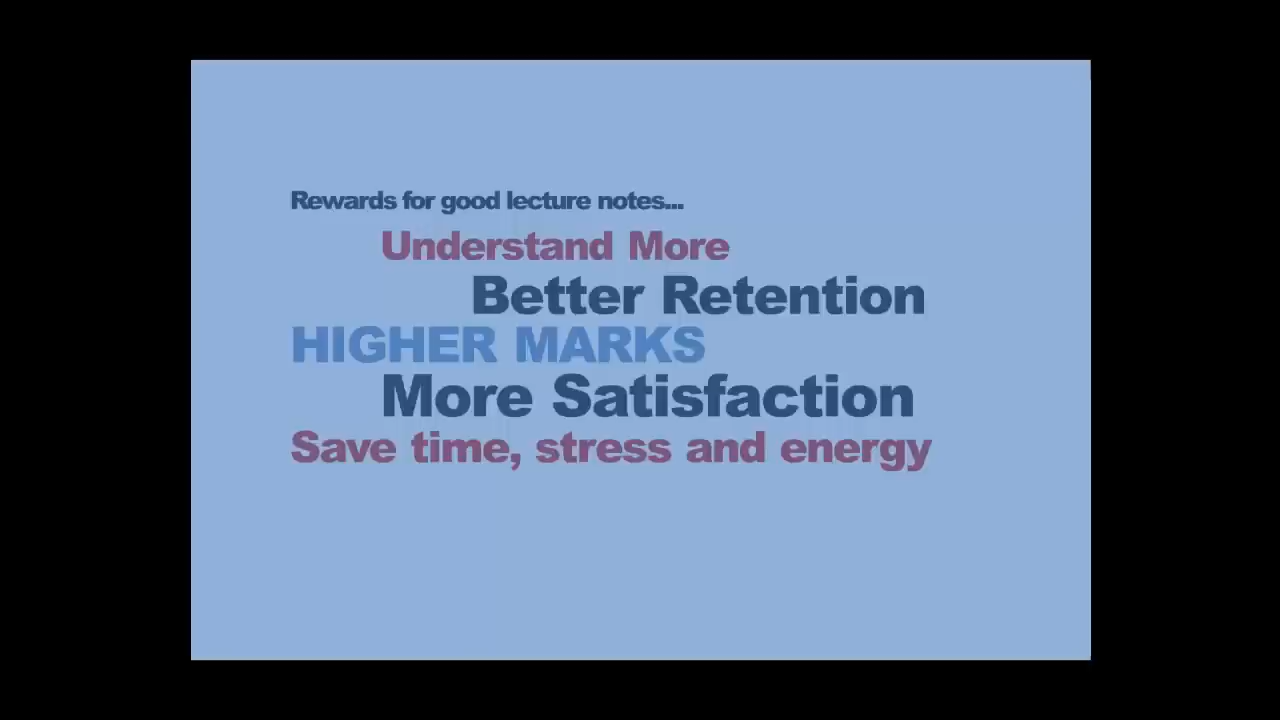 Rewards for good lecture notes...
Understand More
Better Retention
HIGHER MARKS
More Satisfaction
Save time, stress and energy